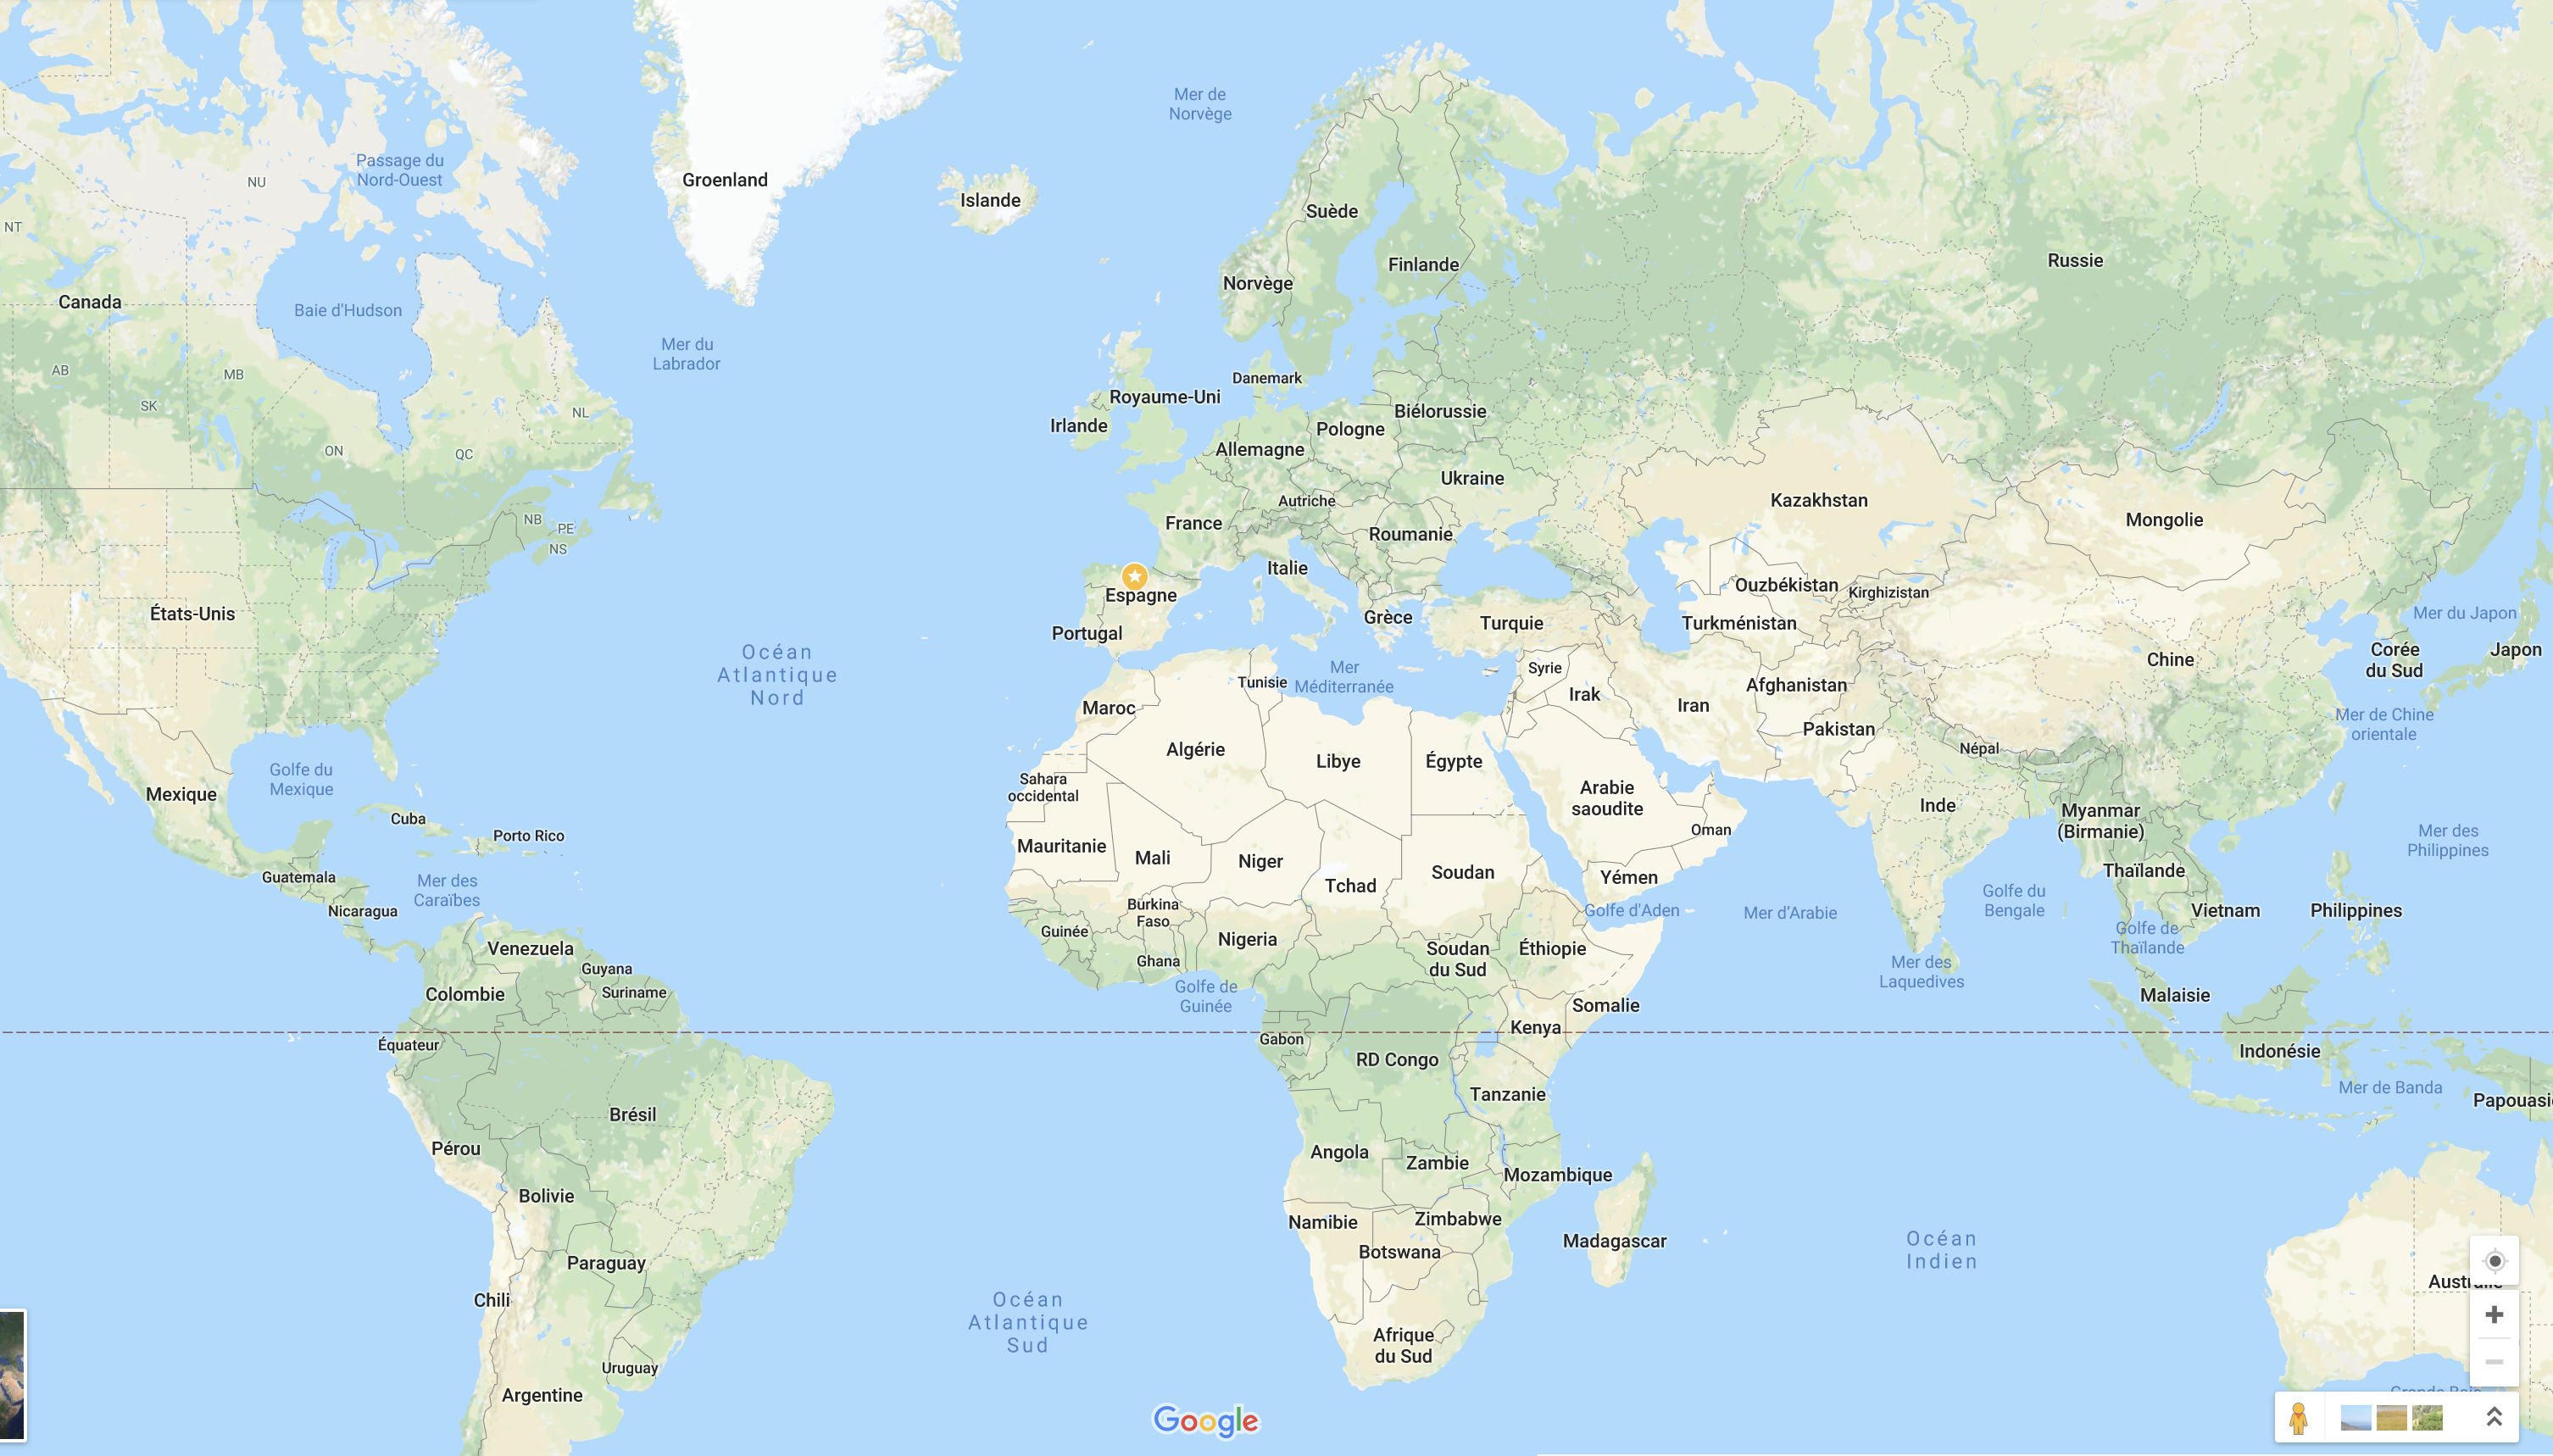 Mer de
Norvège
Passage du
Nord-Ouest
NU
Groenland
Islande
NT
Suède
Finlande
Russie
Norvège
Canada
Baie d'Hudson
Mer du
Labrador
AB
MB
SK
NL
ON
QC
Danemark
Royaume-Uni
Irlande
Biélorussie
Pologne
Allemagne
Ukraine
Autriche
Kazakhstan
NB
PE
NS
France
Roumanie
Mongolie
Italie
Espagne
Ouzbékistan
Kirghizistan
États-Unis
Portugal
Grèce
Turquie
Turkménistan
Mer du Japon
Océan
Atlantique
Nord
Mer
Méditerranée
Tunisie
Syrie
Irak
Iran
Afghanistan
Chine
Corée
du Sud
Japon
Maroc
Pakistan
Mer de Chine
orientale
Algérie
Libye
Égypte
Népal
Golfe du
Mexique
Mexique
Sahara
occidental
Arabie
saoudite
Inde
Cuba
Porto Rico
Oman
Myanmar
(Birmanie)
Mer des
Philippines
Mauritanie
Mali
Niger
Tchad
Soudan
Yémen
Thaïlande
Guatemala
Mer des
Caraïbes
Nicaragua
Burkina
Faso
Golfe d'Aden
Mer d'Arabie
Golfe du
Bengale
Vietnam
Philippines
Guinée
Nigeria
Golfe de
Thaïlande
Venezuela
Guyana
Ghana
Soudan
du Sud
Éthiopie
Mer des
Laquedives
Colombie
Suriname
Golfe de
Guinée
Somalie
Malaisie
Kenya
Équateur
Gabon
RD Congo
Indonésie
Mer de Banda
Tanzanie
Papouasi
Brésil
Pérou
Angola
Zambie
Mozambique
Bolivie
Namibie
Zimbabwe
Botswana
Madagascar
Océan
Indien
Paraguay
Australie
Chili
Océan
Atlantique
Sud
Afrique
du Sud
Uruguay
Argentine
Google